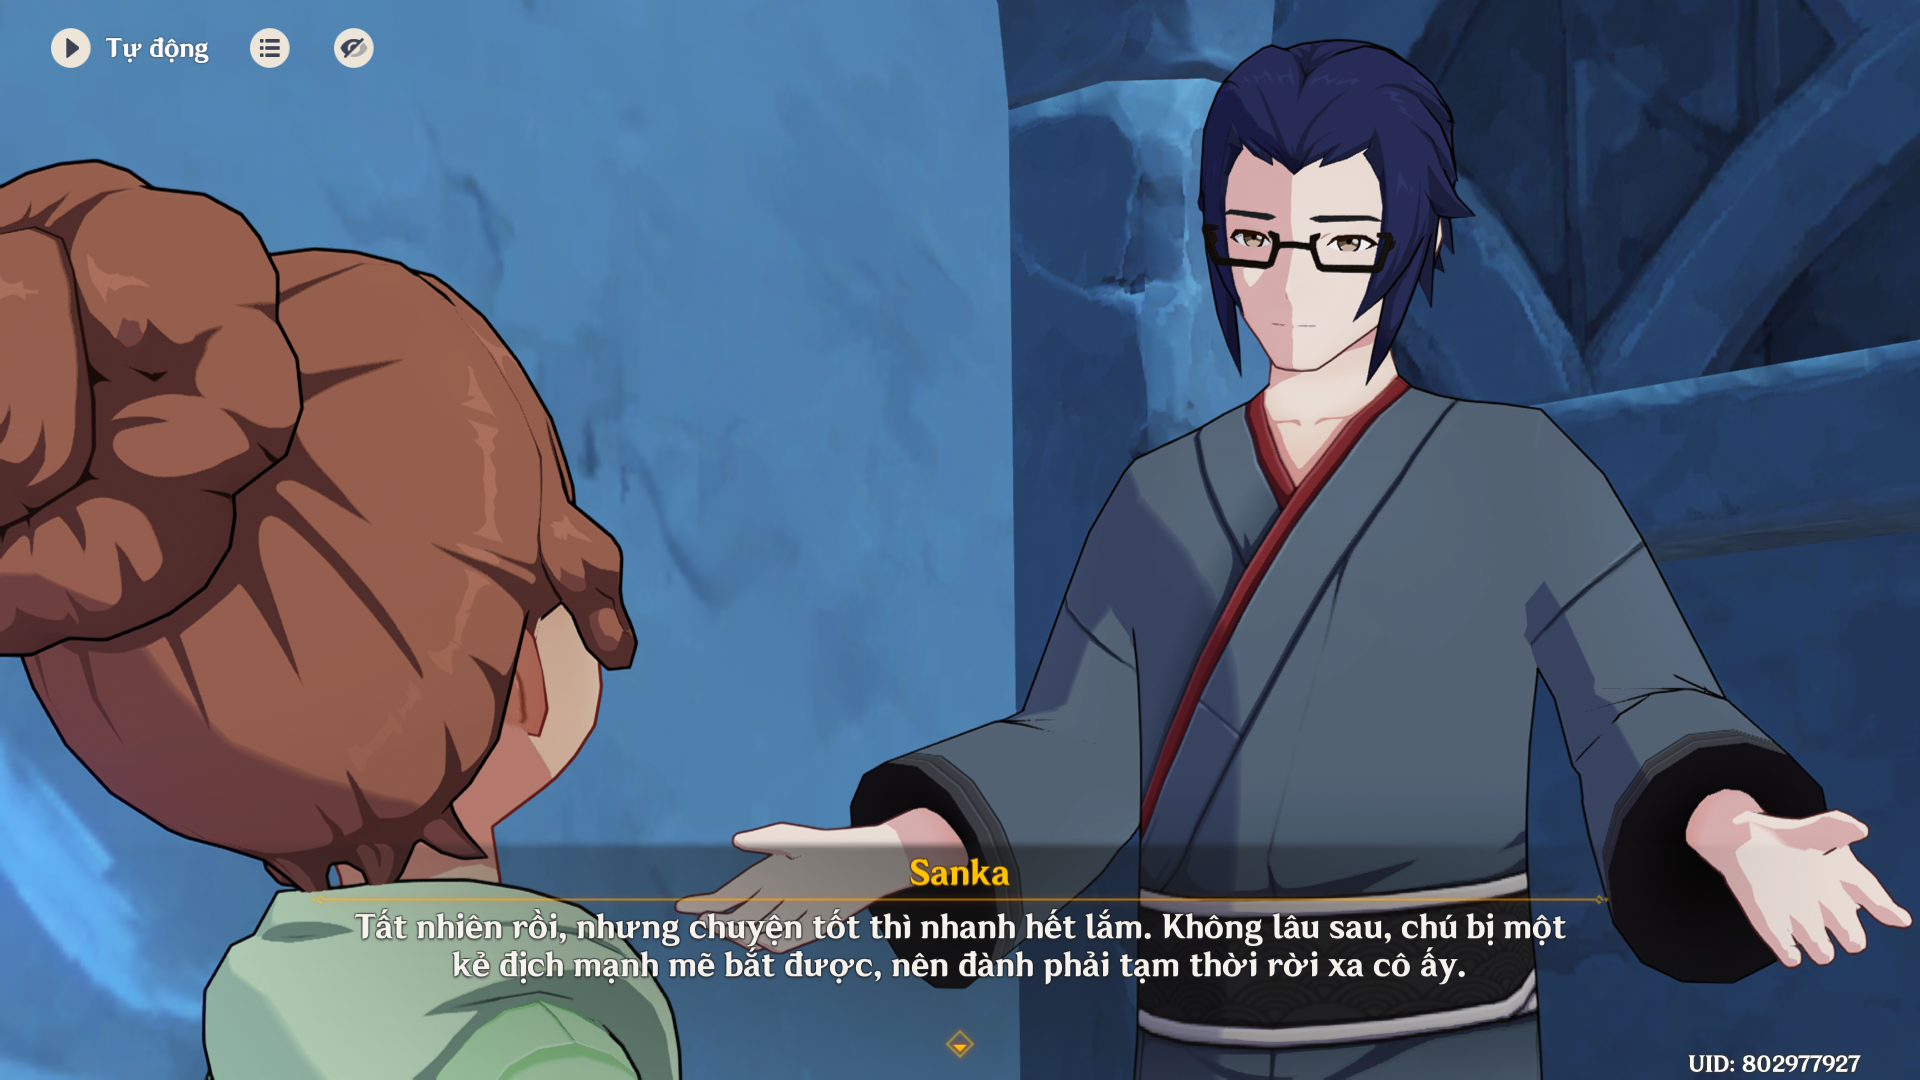 Tự động
Sanka
Tất nhiên rồi, nhưng chuyện tốt thì nhanh hết lắm. Không lâu sau, chú bị một
kẻ địch mạnh mẽ bắt được, nên đành phải tạm thời rời xa cô ấy.
UID: 802977927